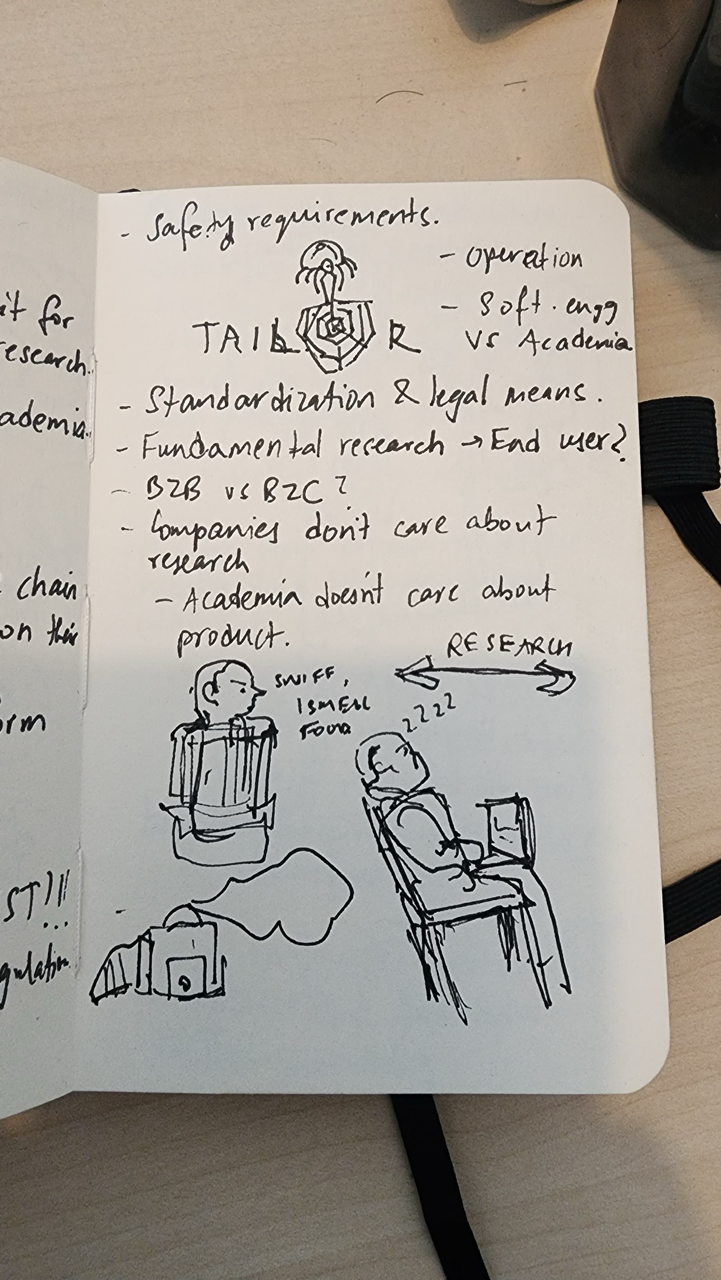 it for
research.
ademia.
chain
on their
orm
ST!!!
gulation
- Safety requirements.
- Operation
- Soft. engg
vs Academia
TAILOR
- Standardization & legal means.
- Fundamental research → End user?
- B2B vs B2C?
- Companies don't care about
research
- Academia doesn't care about
product.
RESEARCH
SNIFF,
I SMELL
FOOD
zzzz